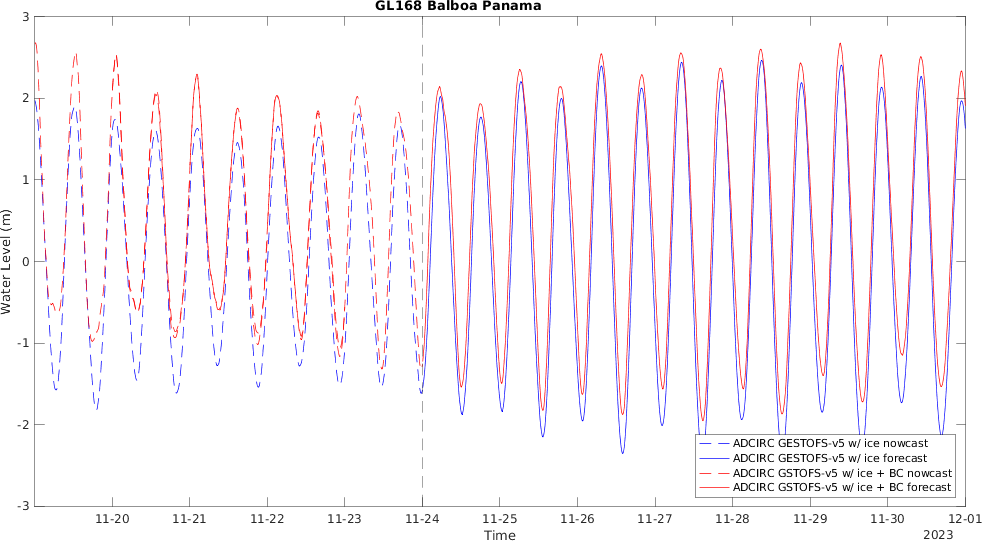 GL168 Balboa Panama
3
2
1
0
-1
-2
-3
Water Level (m)
ADCIRC GESTOFS-v5 w/ ice nowcast
ADCIRC GESTOFS-v5 w/ ice forecast
ADCIRC GSTOFS-v5 w/ ice + BC nowcast
ADCIRC GSTOFS-v5 w/ ice + BC forecast
11-20 11-21 11-22 11-23 11-24 11-25 11-26 11-27 11-28 11-29 11-30 12-01
Time
2023